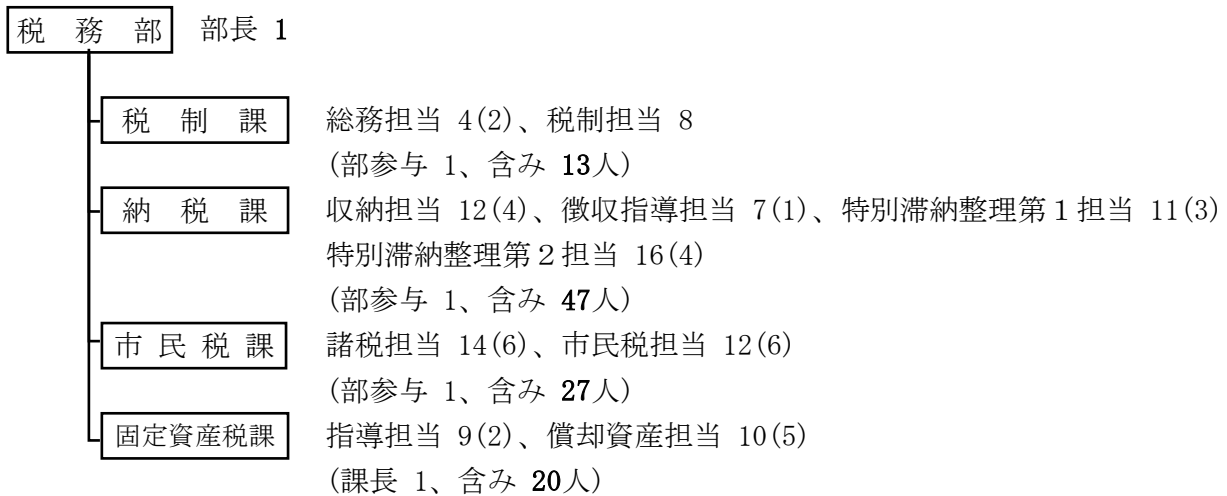 税務部 部長 1
税制課 総務担当 4(2)、税制担当 8
(部参与 1、含み 13人)
納税課 収納担当 12(4)、徴収指導担当 7(1)、特別滞納整理第１担当 11(3)
特別滞納整理第２担当 16(4)
(部参与 1、含み 47人)
市民税課 諸税担当 14(6)、市民税担当 12(6)
(部参与 1、含み 27人)
固定資産税課 指導担当 9(2)、償却資産担当 10(5)
(課長 1、含み 20人)